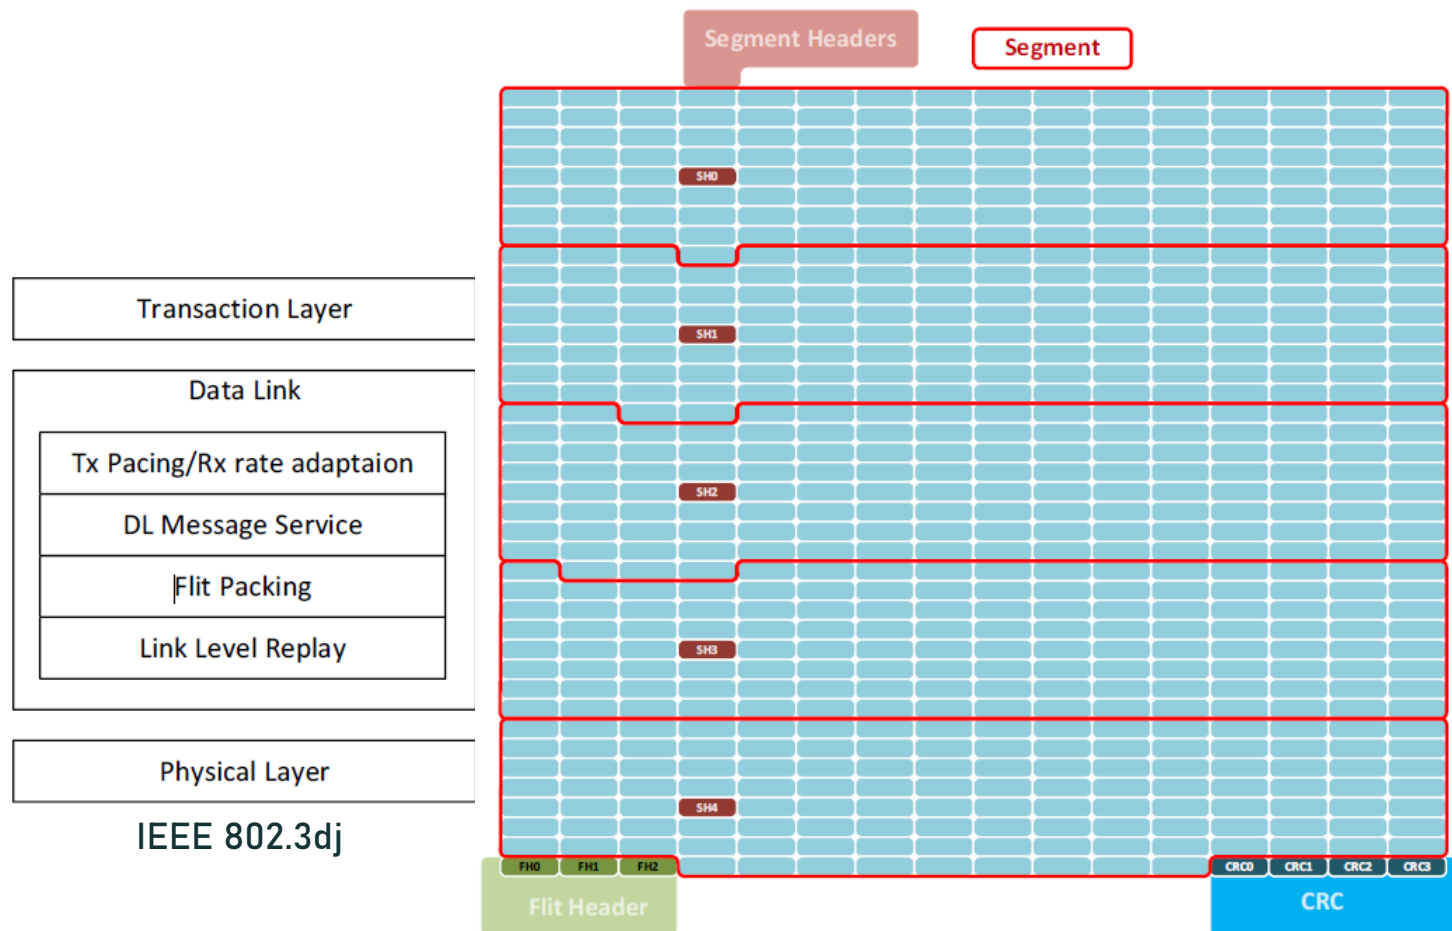 Segment Headers
Segment
SH0
SH1
SH2
SH3
SH4
Transaction Layer
Data Link
Tx Pacing/Rx rate adaptaion
DL Message Service
Flit Packing
Link Level Replay
Physical Layer
IEEE 802.3dj
FH0 FH1 FH2
CRC0 CRC1 CRC2 CRC3
Flit Header
CRC